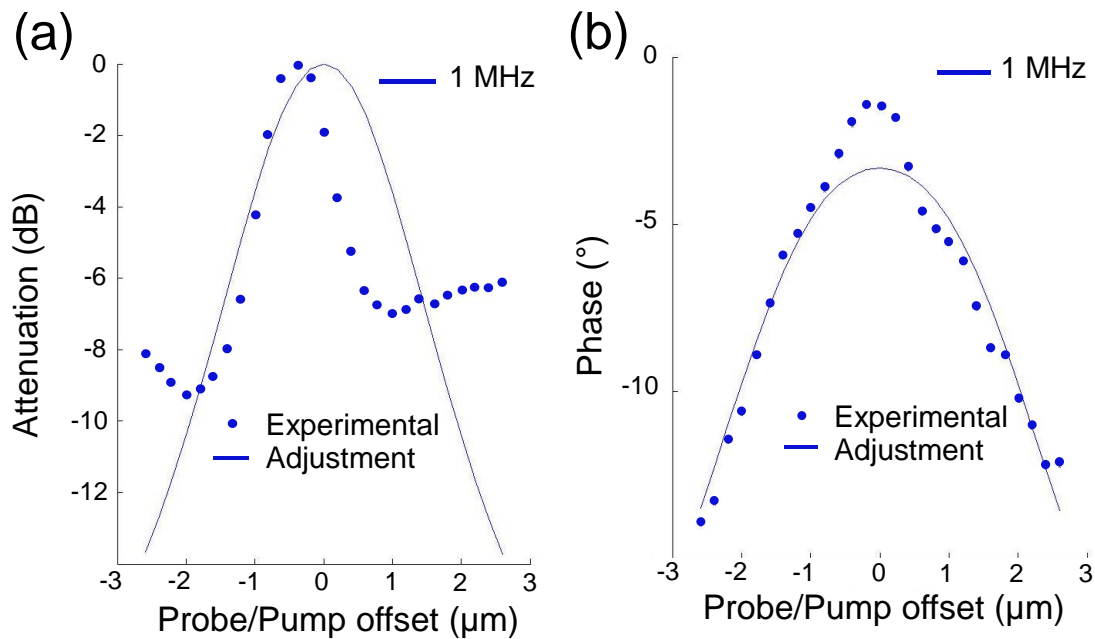 (a)
1 MHz
Attenuation (dB)
0
-2
-4
-6
-8
-10
-12
Experimental
Adjustment
-3
-2
-1
0
1
2
3
Probe/Pump offset (µm)
(b)
1 MHz
Phase (°)
0
-5
-10
Experimental
Adjustment
-3
-2
-1
0
1
2
3
Probe/Pump offset (µm)